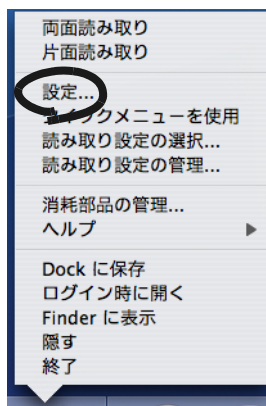 両面読み取り
片面読み取り
設定...
クイックメニューを使用
読み取り設定の選択...
読み取り設定の管理...
消耗部品の管理...
ヘルプ
Dock に保存
ログイン時に開く
Finder に表示
隠す
終了